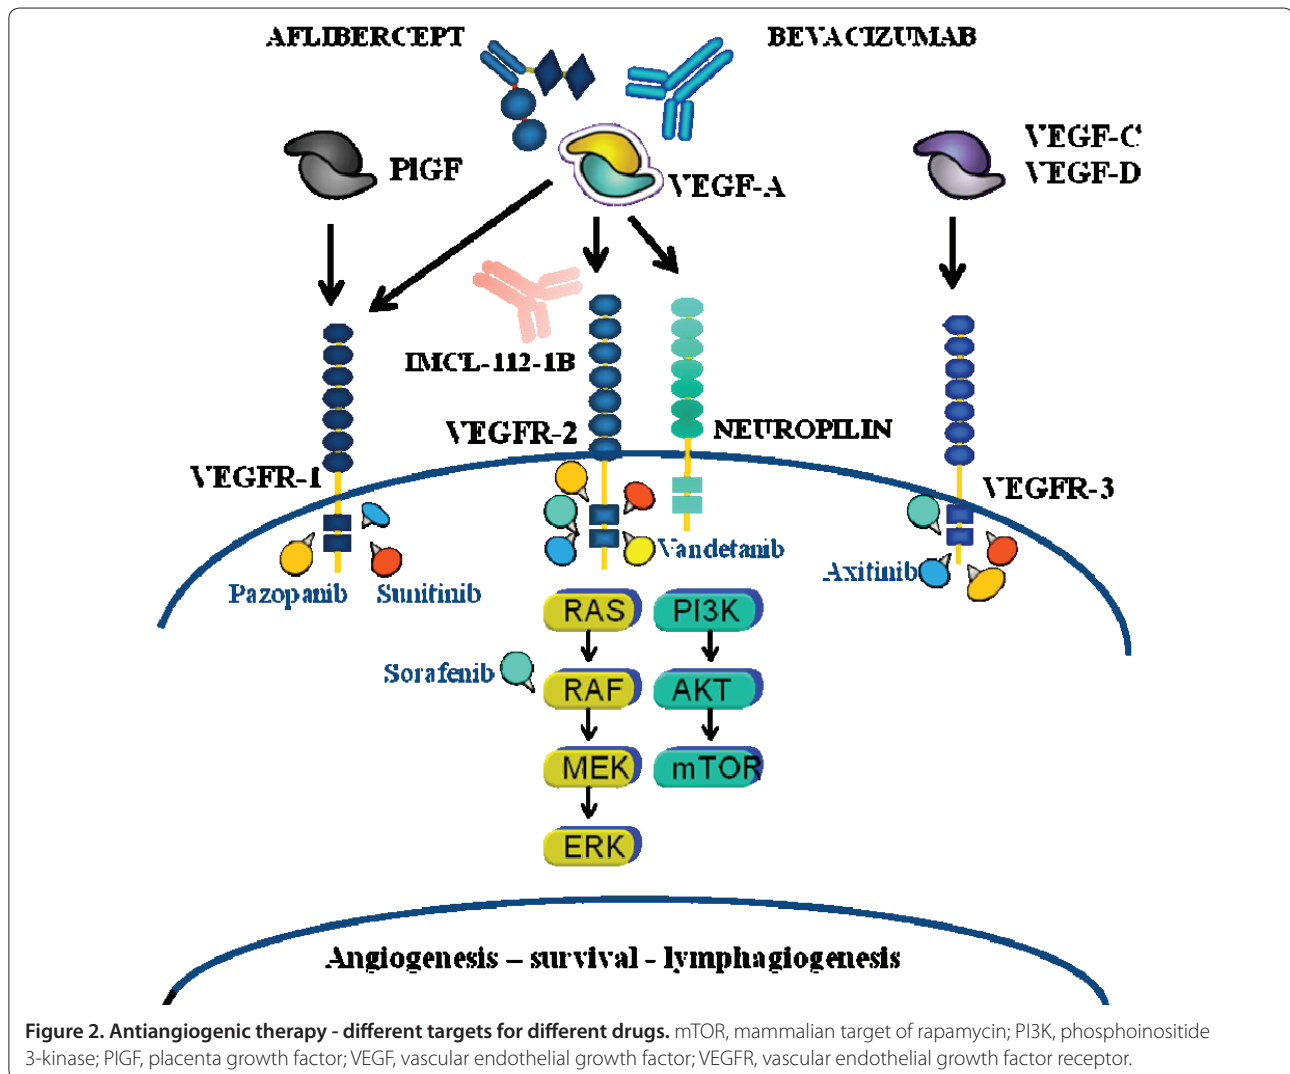 AFLIBERCEPT
BEVACIZUMAB
PlGF
VEGF-A
VEGF-C
VEGF-D
IMCL-112-1B
VEGFR-2
NEUROPILIN
VEGFR-1
VEGFR-3
Vandetanib
Axitinib
Pazopanib
Sunitinib
RAS
PI3K
Sorafenib
RAF
AKT
MEK
mTOR
ERK
Angiogenesis – survival - lymphagiogenesis
Figure 2. Antiangiogenic therapy - different targets for different drugs. mTOR, mammalian target of rapamycin; PI3K, phosphoinositide
3-kinase; PlGF, placenta growth factor; VEGF, vascular endothelial growth factor; VEGFR, vascular endothelial growth factor receptor.